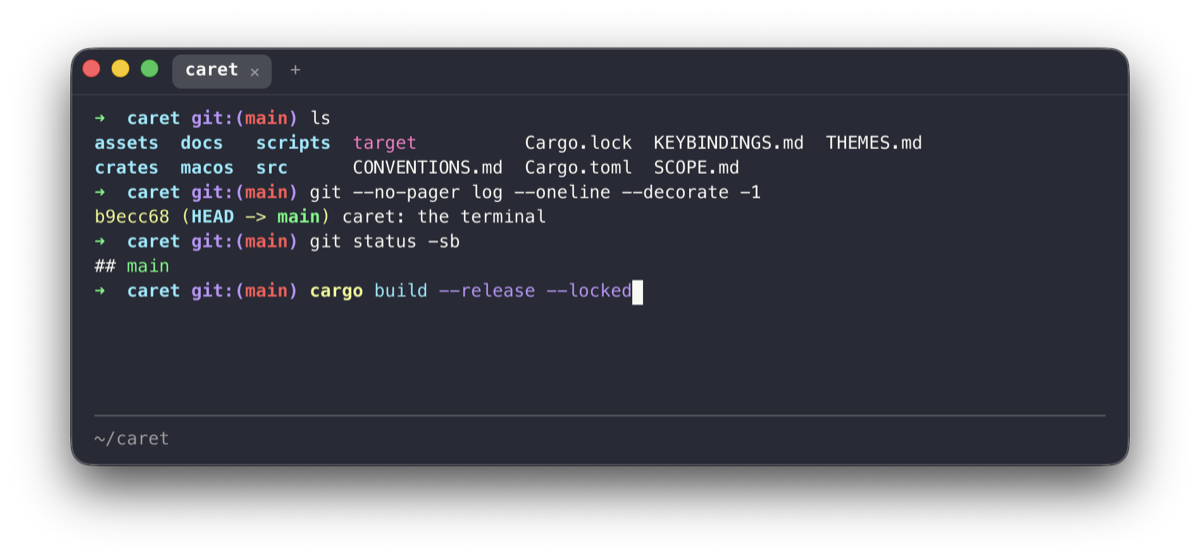 caret × +
➜  caret git:(main) ls
assets  docs   scripts  target          Cargo.lock  KEYBINDINGS.md  THEMES.md
crates  macos  src      CONVENTIONS.md  Cargo.toml  SCOPE.md
➜  caret git:(main) git --no-pager log --oneline --decorate -1
b9ecc68 (HEAD -> main) caret: the terminal
➜  caret git:(main) git status -sb
## main
➜  caret git:(main) cargo build --release --locked
~/caret